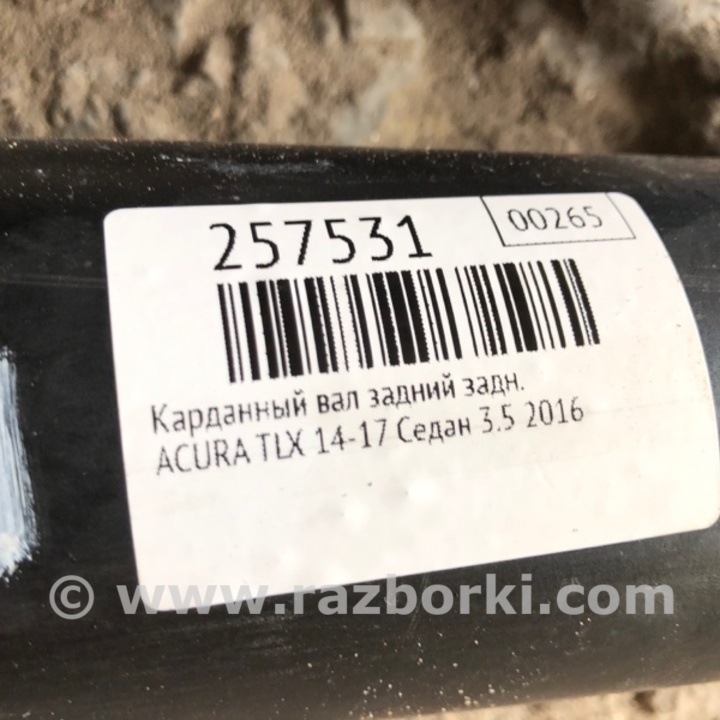 257531
00265
Карданный вал задний задн.
ACURA TLX 14-17 Седан 3.5 2016
© www.razborki.com